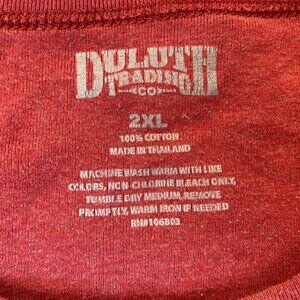 DULUTH
TRADING
CO
2XL
100% COTTON
MADE IN THAILAND
MACHINE WASH WARM WITH LIKE
COLORS, NON-CHLORINE BLEACH ONLY,
TUMBLE DRY MEDIUM, REMOVE
PROMPTLY, WARM IRON IF NEEDED
RN#106803